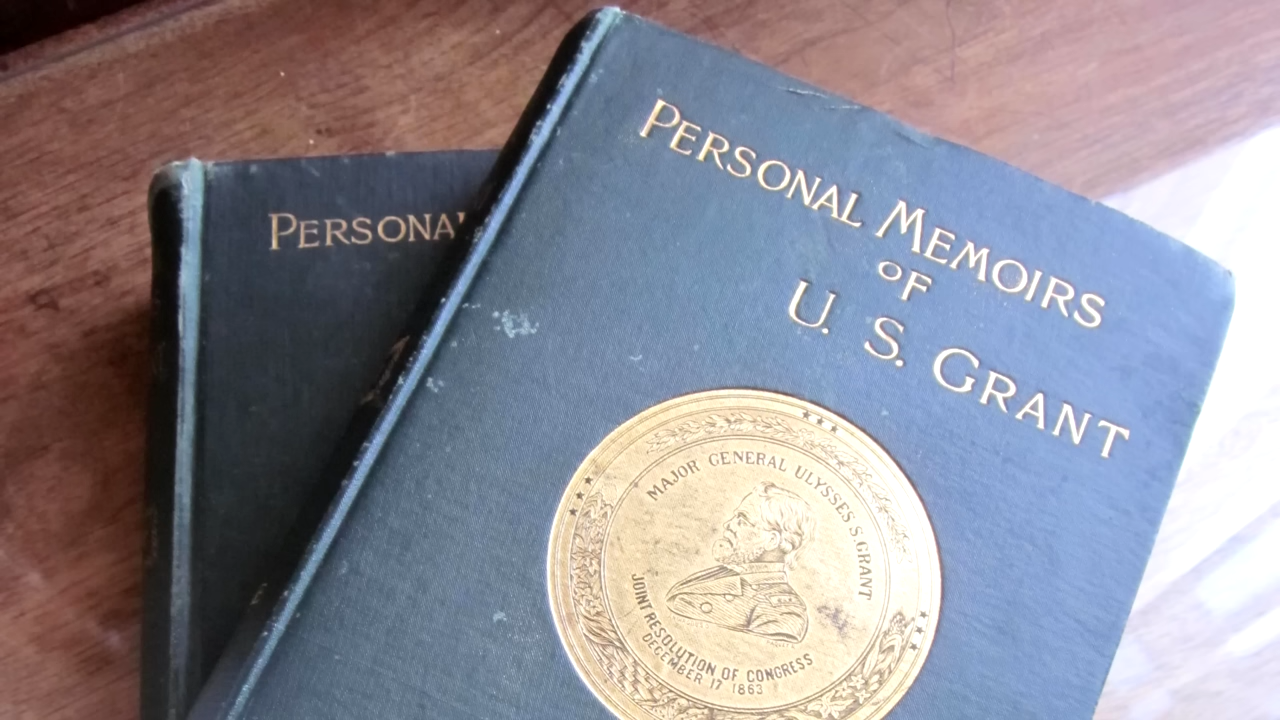 PERSONAL MEMOIRS
OF
U. S. GRANT
MAJOR GENERAL ULYSSES S. GRANT
JOINT RESOLUTION OF CONGRESS
DECEMBER 17 1863
PERSONA